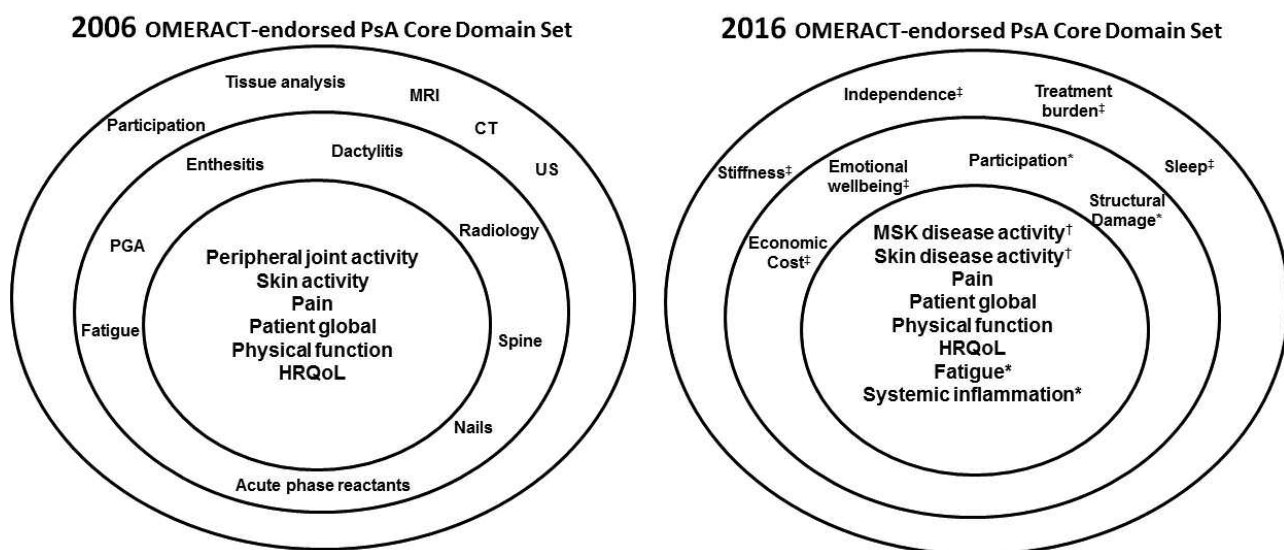 2006 OMERACT-endorsed PsA Core Domain Set
Tissue analysis
MRI
Participation
CT
Dactylitis
Enthesitis
US
PGA
Radiology
Peripheral joint activity
Skin activity
Pain
Patient global
Physical function
HRQoL
Fatigue
Spine
Nails
Acute phase reactants
2016 OMERACT-endorsed PsA Core Domain Set
Independence‡
Treatment
burden‡
Stiffness‡
Emotional
wellbeing‡
Participation*
Sleep‡
Structural
Damage*
Economic
Cost‡
MSK disease activity†
Skin disease activity†
Pain
Patient global
Physical function
HRQoL
Fatigue*
Systemic inflammation*